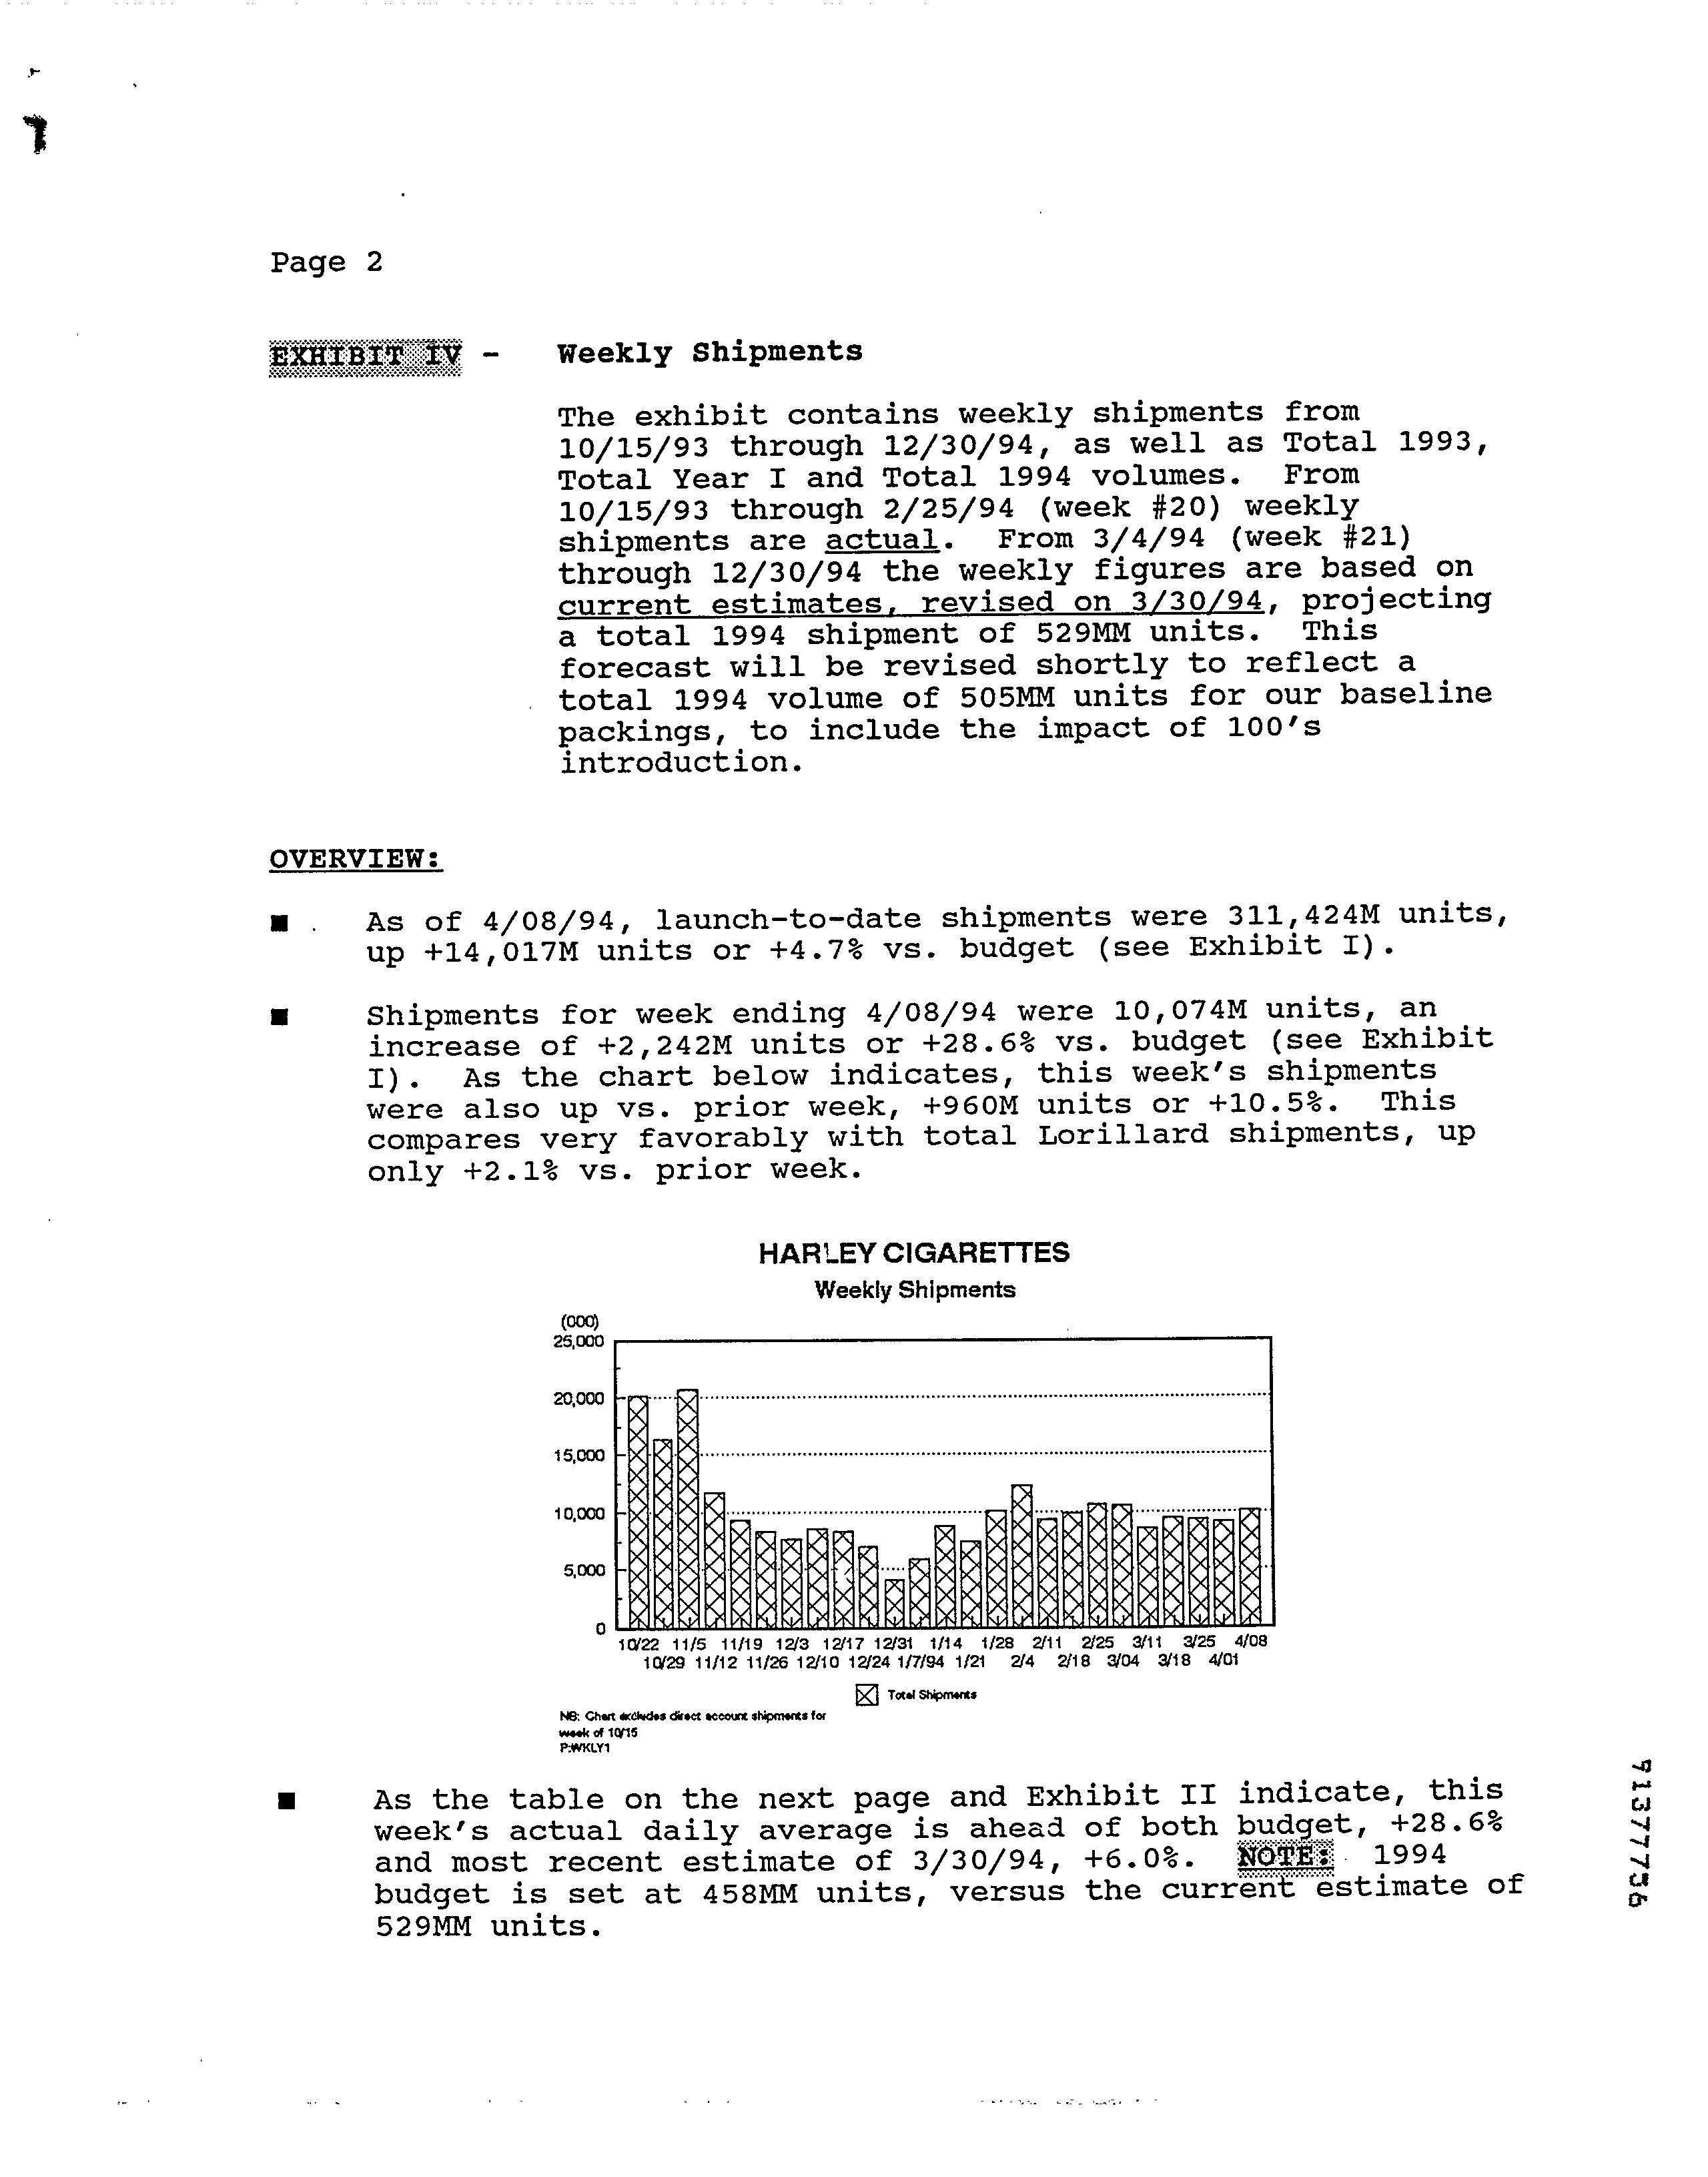 Page 2
EXHIBIT IV - Weekly Shipments
The exhibit contains weekly shipments from
10/15/93 through 12/30/94, as well as Total 1993,
Total Year I and Total 1994 volumes. From
10/15/93 through 2/25/94 (week #20) weekly
shipments are actual. From 3/4/94 (week #21)
through 12/30/94 the weekly figures are based on
current estimates, revised on 3/30/94, projecting
a total 1994 shipment of 529MM units. This
forecast will be revised shortly to reflect a
total 1994 volume of 505MM units for our baseline
packings, to include the impact of 100's
introduction.
OVERVIEW:
■ As of 4/08/94, launch-to-date shipments were 311,424M units,
up +14,017M units or +4.7% vs. budget (see Exhibit I).
■ Shipments for week ending 4/08/94 were 10,074M units, an
increase of +2,242M units or +28.6% vs. budget (see Exhibit
I). As the chart below indicates, this week's shipments
were also up vs. prior week, +960M units or +10.5%. This
compares very favorably with total Lorillard shipments, up
only +2.1% vs. prior week.
HARLEY CIGARETTES
Weekly Shipments
(000)
25,000
20,000
15,000
10,000
5,000
0
10/22 11/5 11/19 12/3 12/17 12/31 1/14 1/28 2/11 2/25 3/11 3/25 4/08
10/29 11/12 11/26 12/10 12/24 1/7/94 1/21 2/4 2/18 3/04 3/18 4/01
Total Shipments
NB: Chart excludes direct account shipments for
week of 10/15
P:WKLY1
■ As the table on the next page and Exhibit II indicate, this
week's actual daily average is ahead of both budget, +28.6%
and most recent estimate of 3/30/94, +6.0%. NOTE: 1994
budget is set at 458MM units, versus the current estimate of
529MM units.
91377736